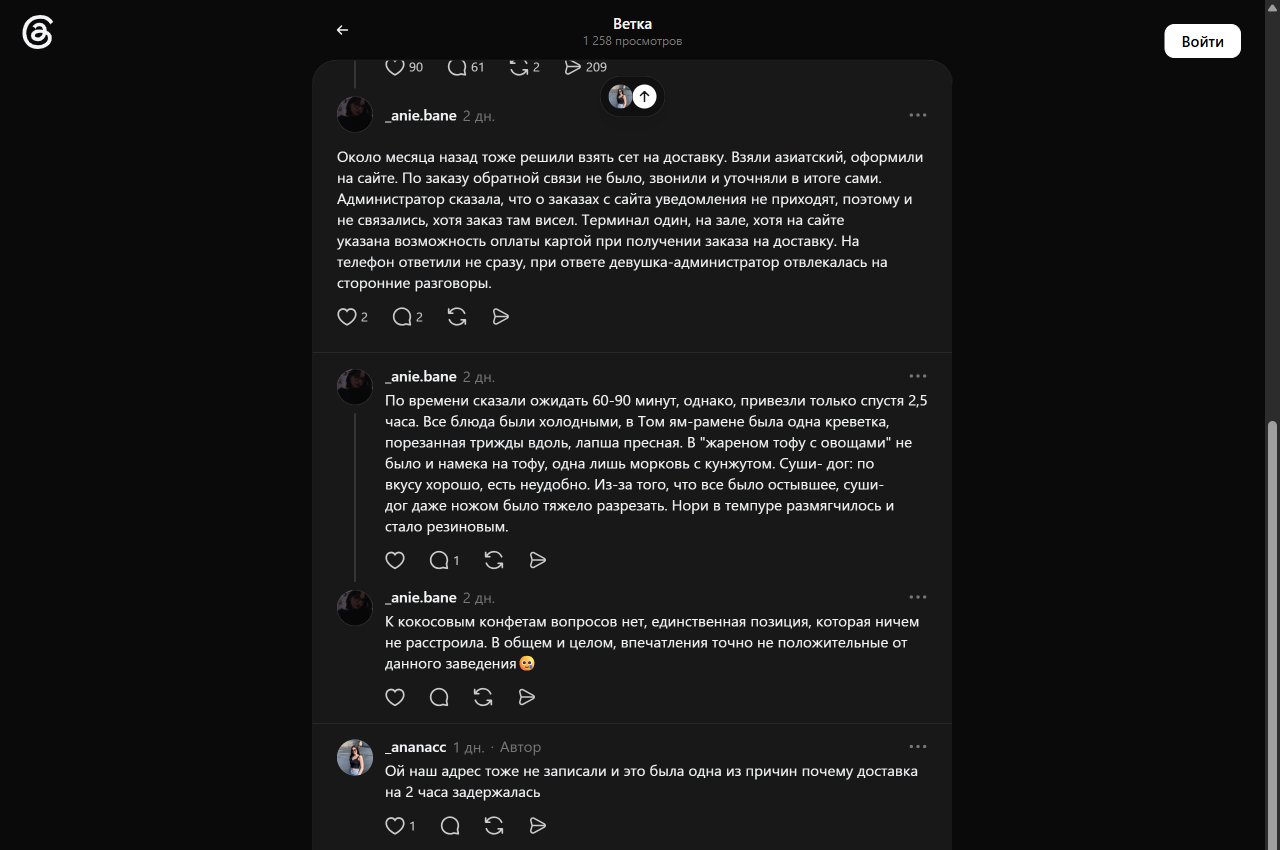 Ветка
1 258 просмотров
Войти
90 61 2 209
_anie.bane 2 дн.
Около месяца назад тоже решили взять сет на доставку. Взяли азиатский, оформили
на сайте. По заказу обратной связи не было, звонили и уточняли в итоге сами.
Администратор сказала, что о заказах с сайта уведомления не приходят, поэтому и
не связались, хотя заказ там висел. Терминал один, на зале, хотя на сайте
указана возможность оплаты картой при получении заказа на доставку. На
телефон ответили не сразу, при ответе девушка-администратор отвлекалась на
сторонние разговоры.
2 2
_anie.bane 2 дн.
По времени сказали ожидать 60-90 минут, однако, привезли только спустя 2,5
часа. Все блюда были холодными, в Том ям-рамене была одна креветка,
порезанная трижды вдоль, лапша пресная. В "жареном тофу с овощами" не
было и намека на тофу, одна лишь морковь с кунжутом. Суши- дог: по
вкусу хорошо, есть неудобно. Из-за того, что все было остывшее, суши-
дог даже ножом было тяжело разрезать. Нори в темпуре размягчилось и
стало резиновым.
1
_anie.bane 2 дн.
К кокосовым конфетам вопросов нет, единственная позиция, которая ничем
не расстроила. В общем и целом, впечатления точно не положительные от
данного заведения
_ananacc 1 дн. · Автор
Ой наш адрес тоже не записали и это была одна из причин почему доставка
на 2 часа задержалась
1